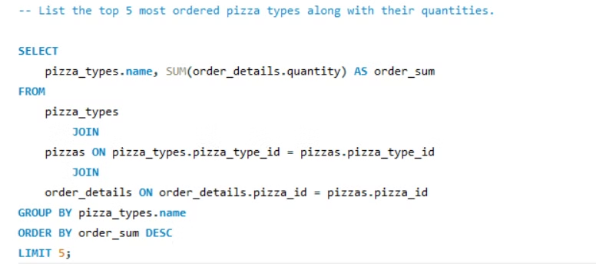 -- List the top 5 most ordered pizza types along with their quantities.
SELECT
pizza_types.name, SUM(order_details.quantity) AS order_sum
FROM
pizza_types
JOIN
pizzas ON pizza_types.pizza_type_id = pizzas.pizza_type_id
JOIN
order_details ON order_details.pizza_id = pizzas.pizza_id
GROUP BY pizza_types.name
ORDER BY order_sum DESC
LIMIT 5;